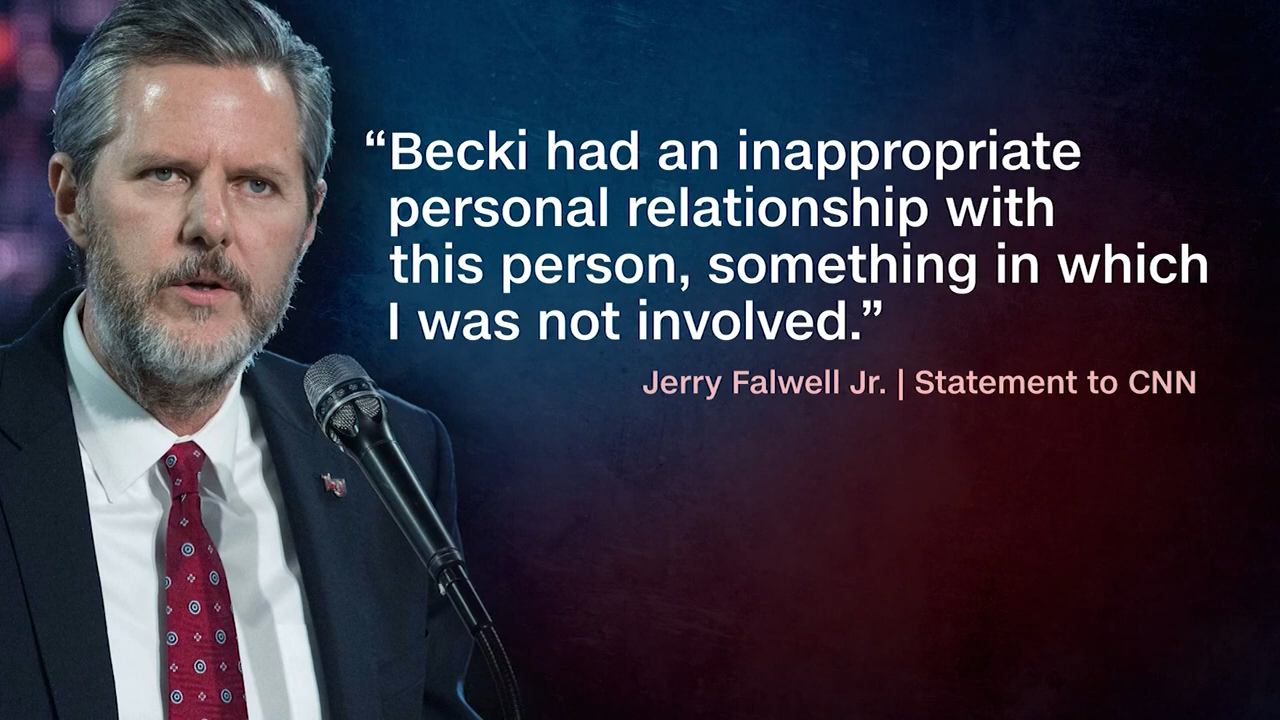 “Becki had an inappropriate
personal relationship with
this person, something in which
I was not involved.”
Jerry Falwell Jr. | Statement to CNN